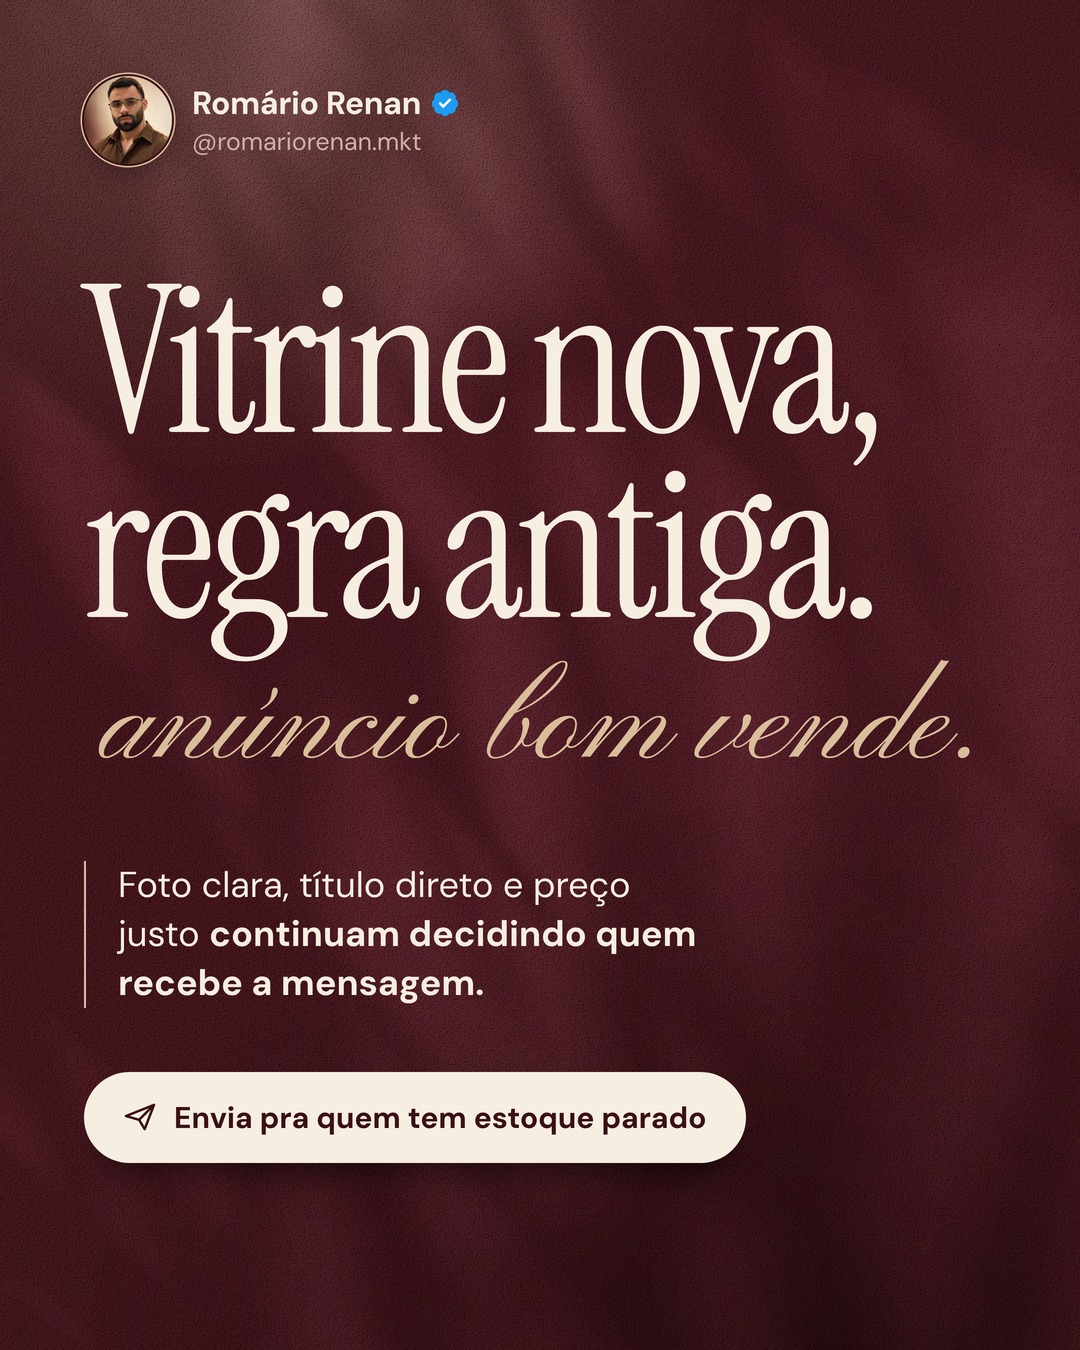 Romário Renan
@romariorenan.mkt
Vitrine nova,
regra antiga.
anúncio bom vende.
Foto clara, título direto e preço
justo continuam decidindo quem
recebe a mensagem.
Envia pra quem tem estoque parado